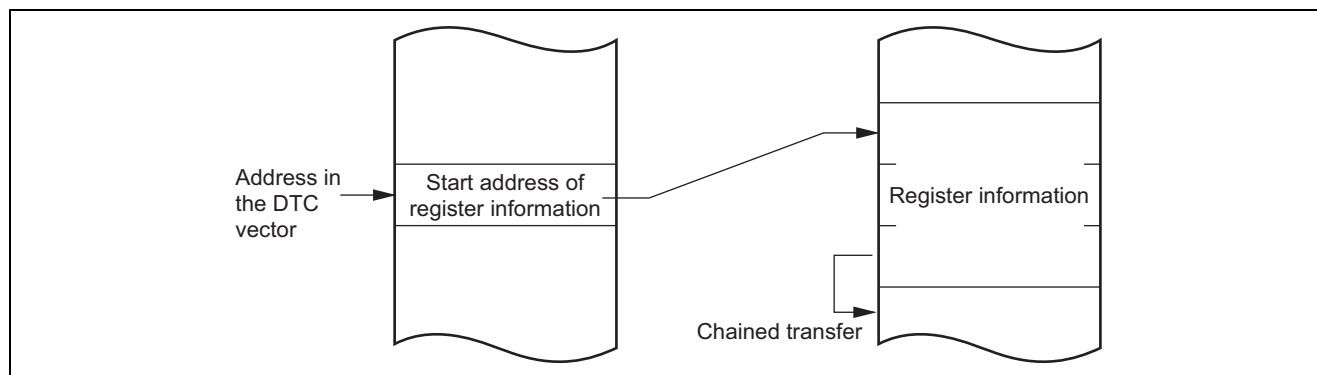 Address in
the DTC
vector
Start address of
register information
Register information
Chained transfer